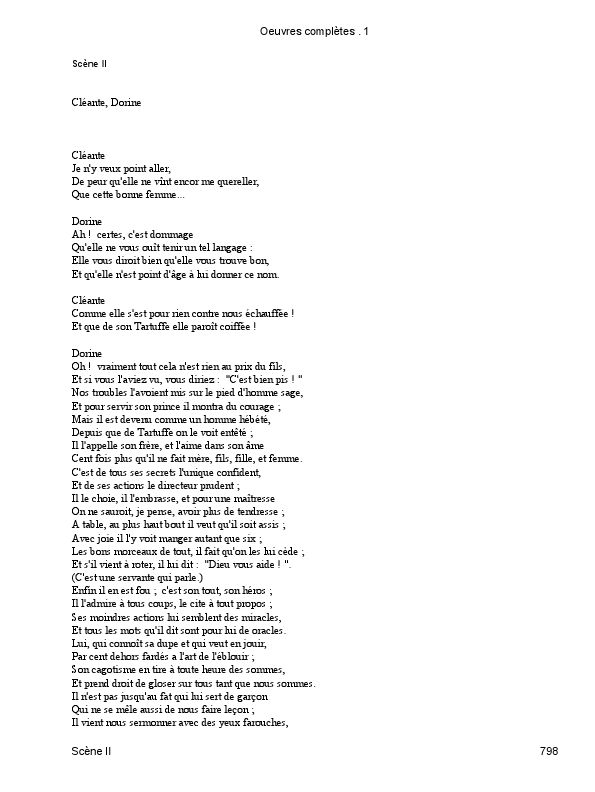 Oeuvres complètes . 1
Scène II
Cléante, Dorine
Cléante
Je n'y veux point aller,
De peur qu'elle ne vînt encor me quereller,
Que cette bonne femme...
Dorine
Ah ! certes, c'est dommage
Qu'elle ne vous ouît tenir un tel langage :
Elle vous diroit bien qu'elle vous trouve bon,
Et qu'elle n'est point d'âge à lui donner ce nom.
Cléante
Comme elle s'est pour rien contre nous échauffée !
Et que de son Tartuffe elle paroît coiffée !
Dorine
Oh ! vraiment tout cela n'est rien au prix du fils,
Et si vous l'aviez vu, vous diriez : "C'est bien pis ! "
Nos troubles l'avoient mis sur le pied d'homme sage,
Et pour servir son prince il montra du courage ;
Mais il est devenu comme un homme hébété,
Depuis que de Tartuffe on le voit entêté ;
Il l'appelle son frère, et l'aime dans son âme
Cent fois plus qu'il ne fait mère, fils, fille, et femme.
C'est de tous ses secrets l'unique confident,
Et de ses actions le directeur prudent ;
Il le choie, il l'embrasse, et pour une maîtresse
On ne sauroit, je pense, avoir plus de tendresse ;
A table, au plus haut bout il veut qu'il soit assis ;
Avec joie il l'y voit manger autant que six ;
Les bons morceaux de tout, il fait qu'on les lui cède ;
Et s'il vient à roter, il lui dit : "Dieu vous aide ! ".
(C'est une servante qui parle.)
Enfin il en est fou ; c'est son tout, son héros ;
Il l'admire à tous coups, le cite à tout propos ;
Ses moindres actions lui semblent des miracles,
Et tous les mots qu'il dit sont pour lui de oracles.
Lui, qui connoît sa dupe et qui veut en jouir,
Par cent dehors fardés a l'art de l'éblouir ;
Son cagotisme en tire à toute heure des sommes,
Et prend droit de gloser sur tous tant que nous sommes.
Il n'est pas jusqu'au fat qui lui sert de garçon
Qui ne se mêle aussi de nous faire leçon ;
Il vient nous sermonner avec des yeux farouches,
Scène II
798